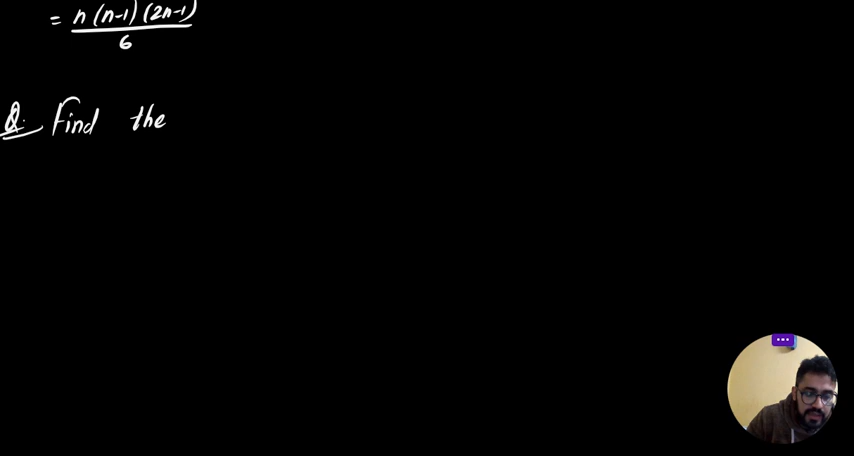 = n(n-1)(2n-1)
6
Q. Find the